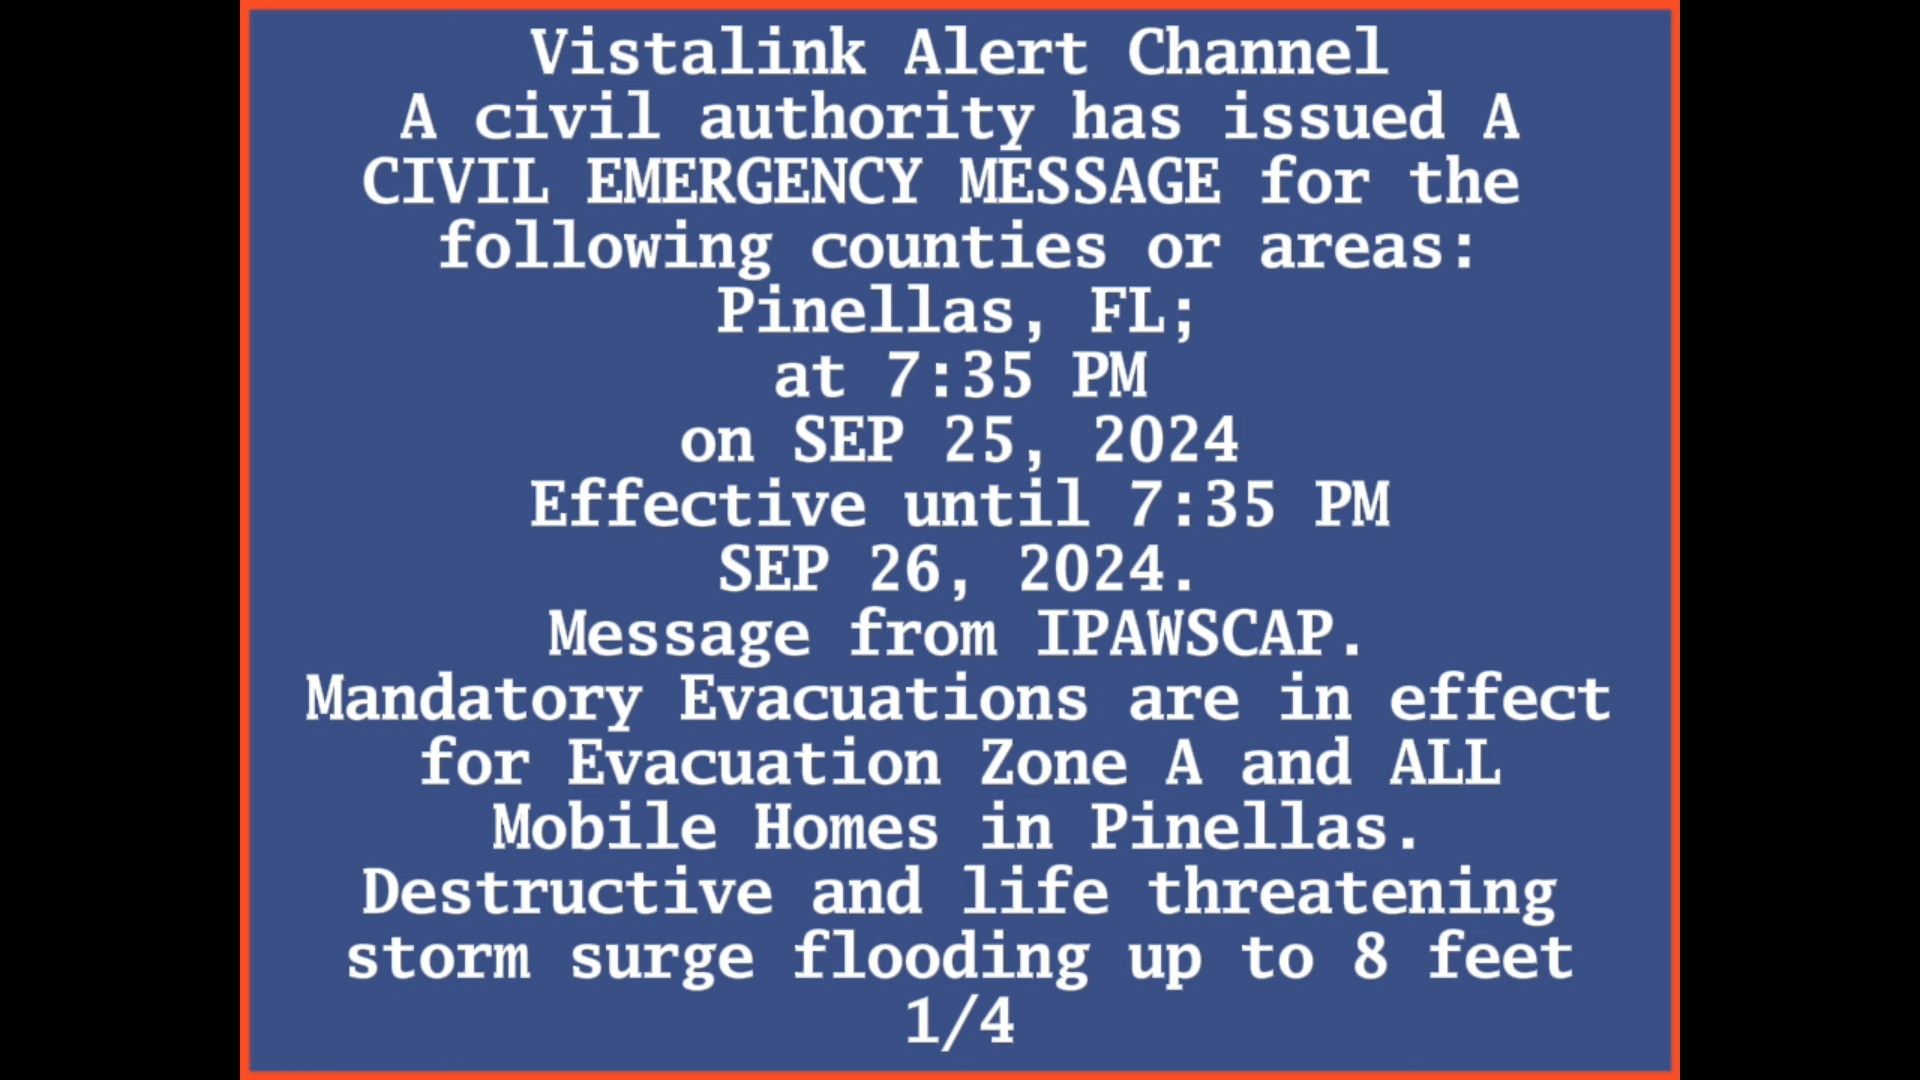 Vistalink Alert Channel
A civil authority has issued A
CIVIL EMERGENCY MESSAGE for the
following counties or areas:
Pinellas, FL;
at 7:35 PM
on SEP 25, 2024
Effective until 7:35 PM
SEP 26, 2024.
Message from IPAWSCAP.
Mandatory Evacuations are in effect
for Evacuation Zone A and ALL
Mobile Homes in Pinellas.
Destructive and life threatening
storm surge flooding up to 8 feet
1/4